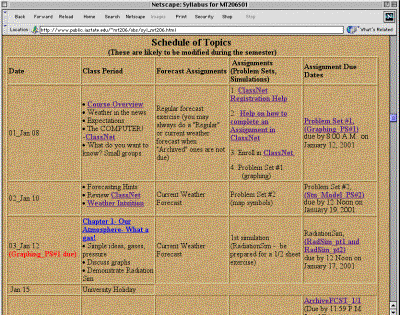 Netscape: Syllabus for MT206S01
Back Forward Reload Home Search Netscape Images Print Security Shop Stop
Location: http://www.public.iastate.edu/~mt206/obs/syl_mt206.html What's Related
Schedule of Topics
(These are likely to be modified during the semester)
Date
Class Period
Forecast Assignments
Assignments
(Problem Sets,
Simulations)
Assignment Due
Dates
01_Jan 08
• Course Overview
• Weather in the news
• Expectations
• The COMPUTER/
-ClassNet
• What do you want to
know? Small groups
Regular forecast
exercise (you may
always do a "Regular"
or current weather
forecast when
"Archived" ones are not
due)
1. ClassNet
Registration Help
2. Help on how to
complete an
Assignment in
ClassNet
3. Enroll in ClassNet
4. Problem Set #1
(graphing)
Problem Set #1,
(Graphing_PS#1)
due by 8:00 A.M. on
January 12, 2001
02_Jan 10
• Forecasting Hints
• Review ClassNet
• Weather Intuition
Current Weather
Forecast
Problem Set #2
(map symbols)
Problem Set #2,
(Stn_Model_PS#2)
due by 12 Noon on
January 19, 2001
03_Jan 12
(Graphing_PS#1 due)
Chapter 1- Our
Atmosphere- What a
gas!
• Simple ideas, gases,
pressure
• Discuss graphs
• Demonstrate Radiation
Sim
Current Weather
Forecast
1st simulation
(RadiationSim - be
prepared for a 1/2 sheet
exercise)
RadiationSim,
(RadSim_pt1 and
RadSim_pt2)
due by 12 Noon on
January 17, 2001
Jan 15
University Holiday
ArchiveFCST_1/1
(Due by 11:59 P.M.